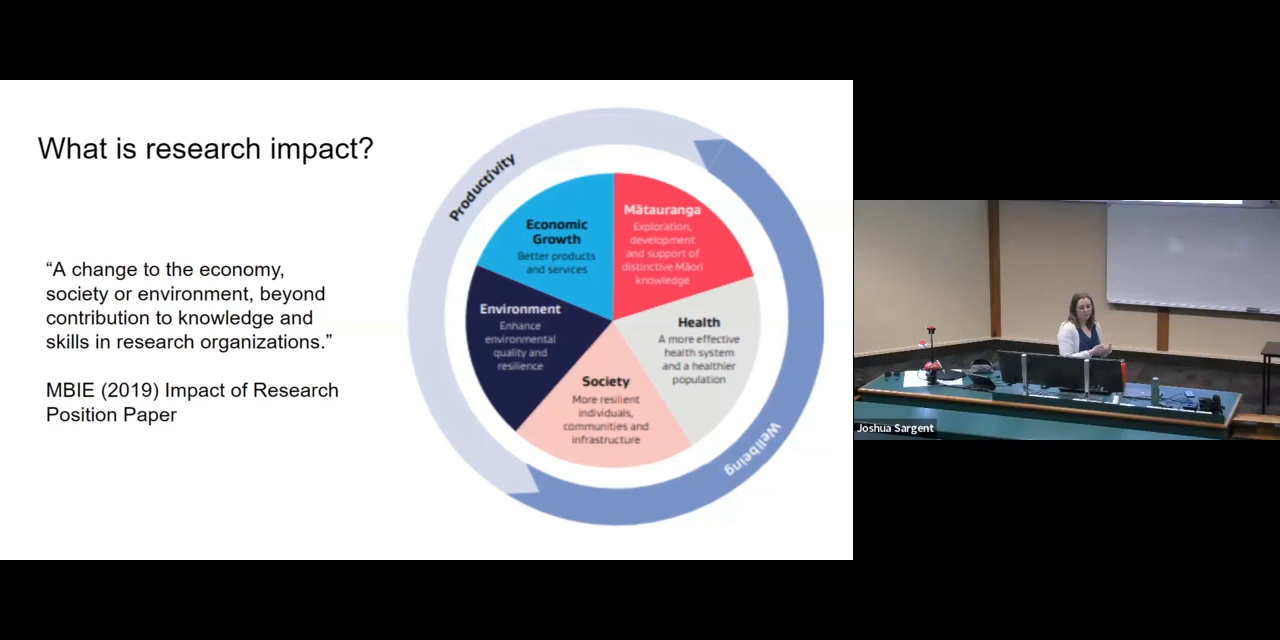 What is research impact?
“A change to the economy,
society or environment, beyond
contribution to knowledge and
skills in research organizations.”
MBIE (2019) Impact of Research
Position Paper
Productivity
Economic
Growth
Better products
and services
Mātauranga
Exploration,
development
and support of
distinctive Māori
knowledge
Environment
Enhance
environmental
quality and
resilience
Health
A more effective
health system
and a healthier
population
Society
More resilient
individuals,
communities and
infrastructure
Wellbeing
Joshua Sargent